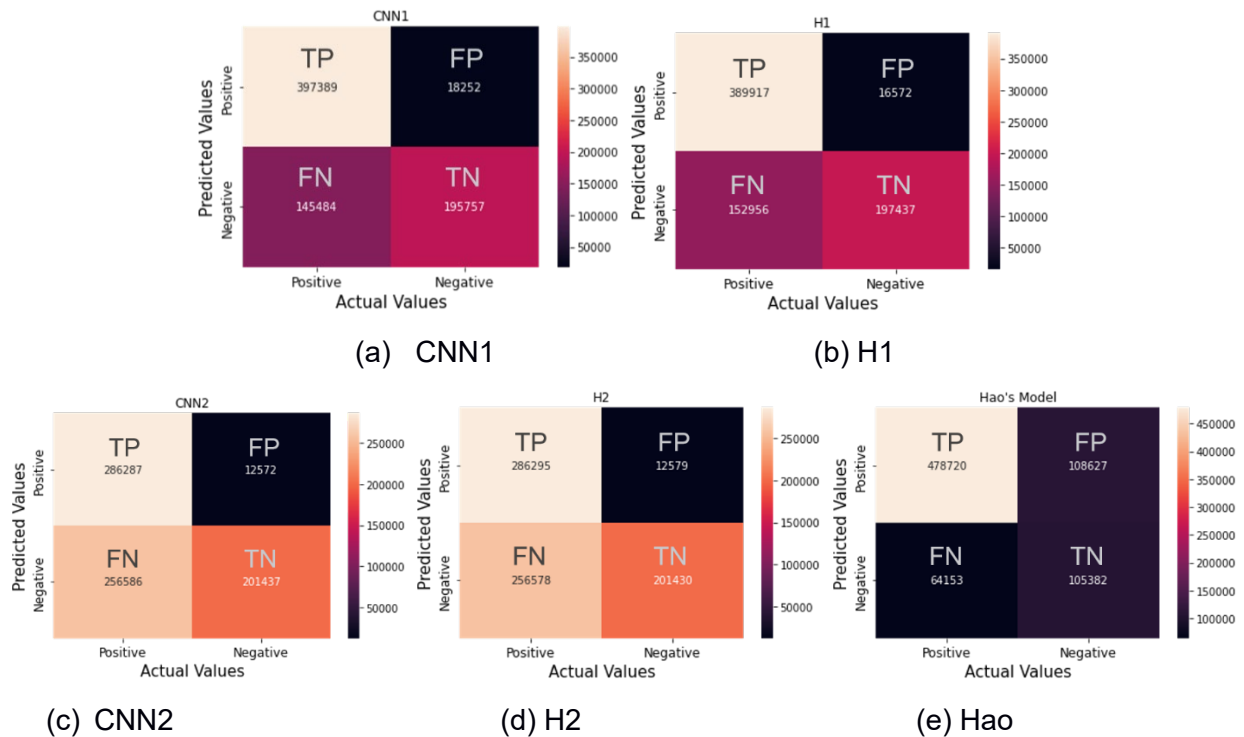 CNN1
TP
FP
397389
18252
FN
TN
145484
195757
Positive
Negative
Predicted Values
Positive
Negative
Actual Values
350000
300000
250000
200000
150000
100000
50000
H1
TP
FP
389917
16572
FN
TN
152956
197437
Positive
Negative
Predicted Values
Positive
Negative
Actual Values
350000
300000
250000
200000
150000
100000
50000
(a) CNN1
(b) H1
CNN2
TP
FP
286287
12572
FN
TN
256586
201437
Positive
Negative
Predicted Values
Positive
Negative
Actual Values
250000
200000
150000
100000
50000
H2
TP
FP
286295
12579
FN
TN
256578
201430
Positive
Negative
Predicted Values
Positive
Negative
Actual Values
250000
200000
150000
100000
50000
Hao's Model
TP
FP
478720
108627
FN
TN
64153
105382
Positive
Negative
Predicted Values
Positive
Negative
Actual Values
450000
400000
350000
300000
250000
200000
150000
100000
(c) CNN2
(d) H2
(e) Hao